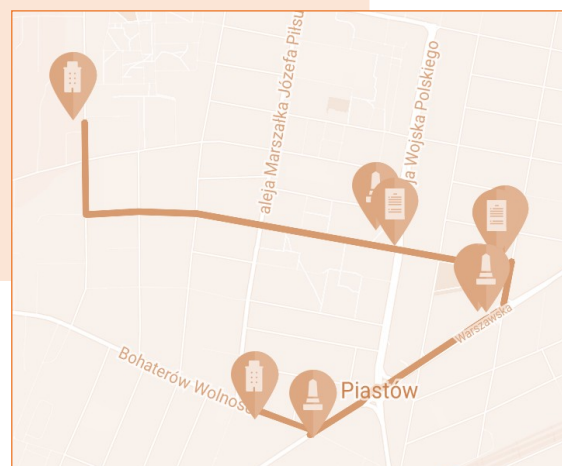 aleja Marszałka Józefa Piłsu
ja Wojska Polskiego
Warszawska
Bohaterów Wolnoś
Piastów